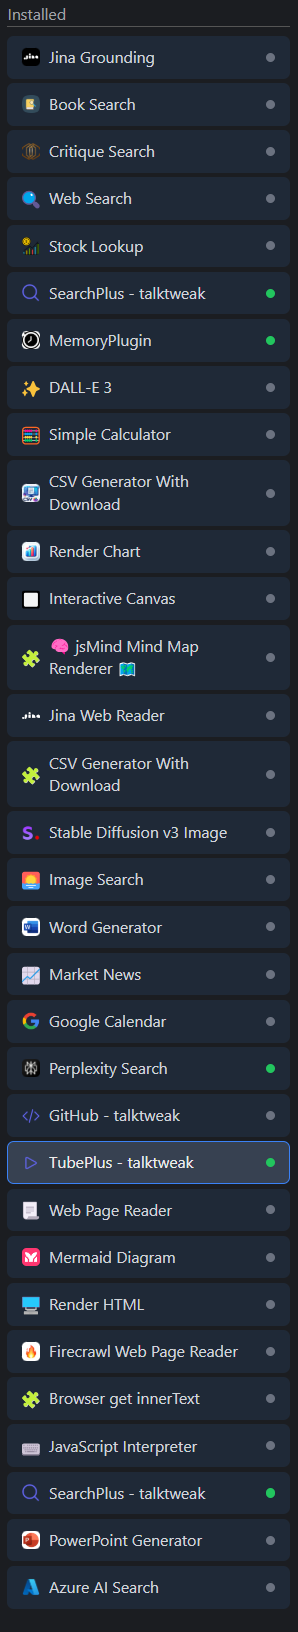 Installed
Jina Grounding
Book Search
Critique Search
Web Search
Stock Lookup
SearchPlus - talktweak
MemoryPlugin
DALL-E 3
Simple Calculator
CSV Generator With
Download
Render Chart
Interactive Canvas
🧠 jsMind Mind Map
Renderer 🗺️
Jina Web Reader
CSV Generator With
Download
Stable Diffusion v3 Image
Image Search
Word Generator
Market News
Google Calendar
Perplexity Search
GitHub - talktweak
TubePlus - talktweak
Web Page Reader
Mermaid Diagram
Render HTML
Firecrawl Web Page Reader
Browser get innerText
JavaScript Interpreter
SearchPlus - talktweak
PowerPoint Generator
Azure AI Search